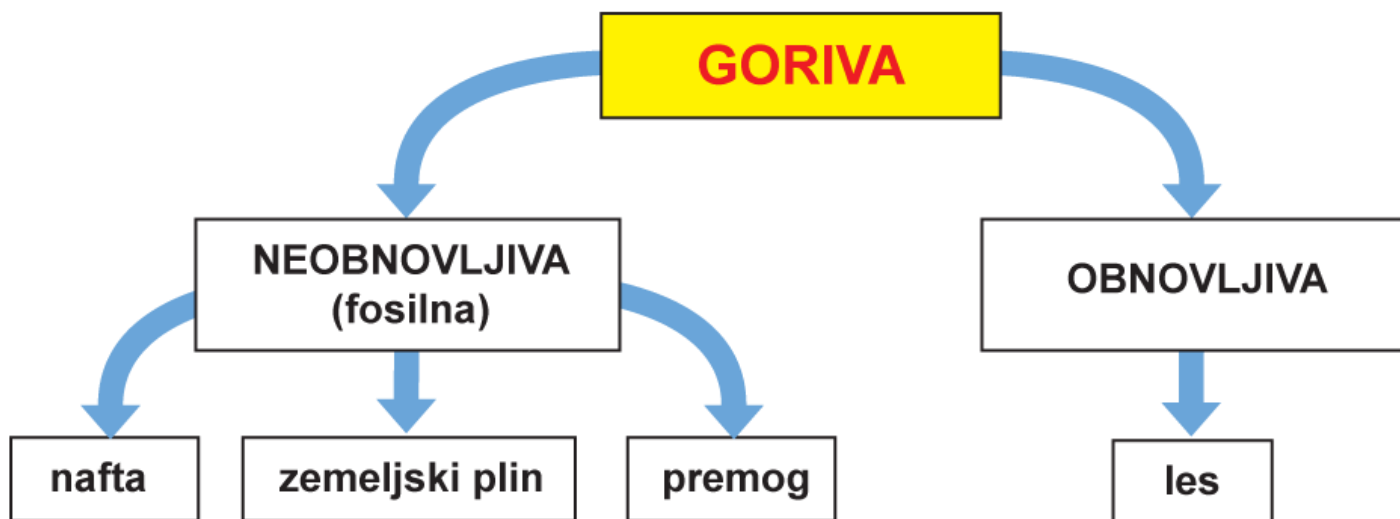 GORIVA
NEOBNOVLJIVA
(fosilna)
OBNOVLJIVA
nafta
zemeljski plin
premog
les